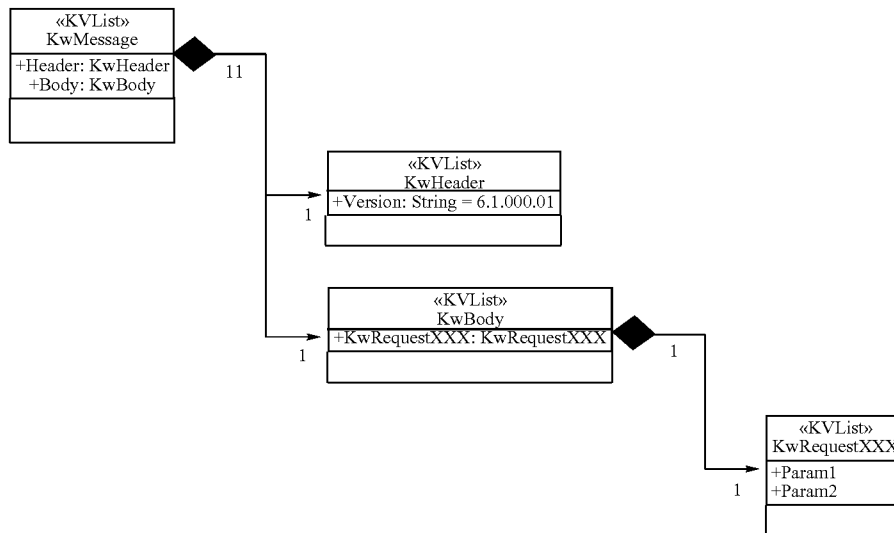 «KVList»
KwMessage
+Header: KwHeader
+Body: KwBody
11
«KVList»
KwHeader
+Version: String = 6.1.000.01
1
«KVList»
KwBody
+KwRequestXXX: KwRequestXXX
1
1
«KVList»
KwRequestXXX
+Param1
+Param2
1